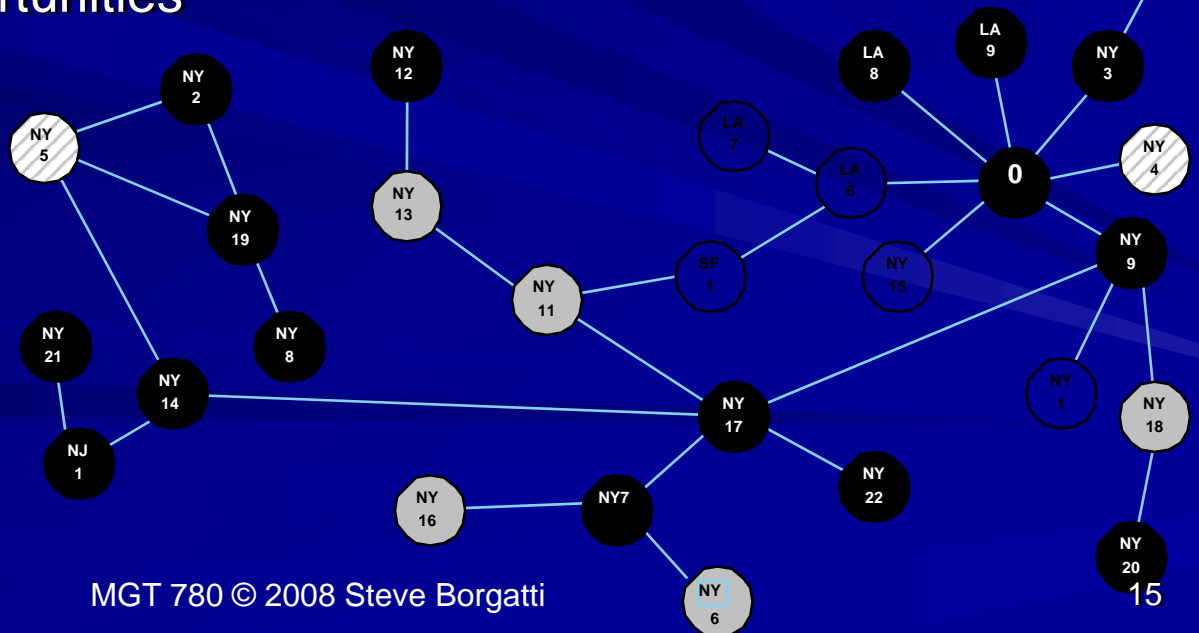 rtunities
LA
9
NY
12
LA
8
NY
3
NY
2
LA
7
NY
5
NY
4
LA
6
0
NY
13
NY
19
NY
9
SF
1
NY
15
NY
11
NY
21
NY
8
NY
14
NY
1
NY
17
NY
18
NJ
1
NY
22
NY
16
NY7
NY
20
NY
6
MGT 780 © 2008 Steve Borgatti
15